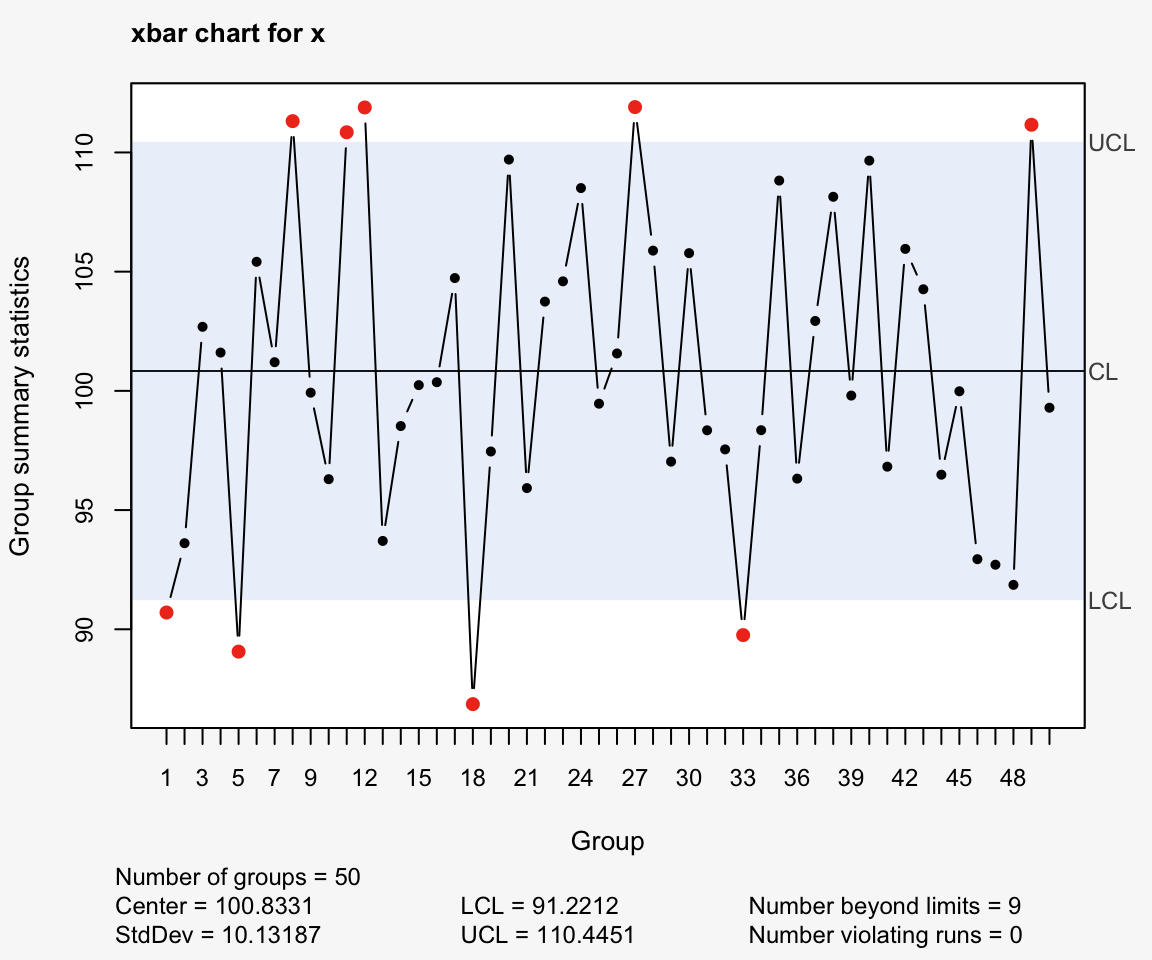 xbar chart for x
Group summary statistics
110
105
100
95
90
UCL
CL
LCL
1 3 5 7 9 12 15 18 21 24 27 30 33 36 39 42 45 48
Group
Number of groups = 50
Center = 100.8331 LCL = 91.2212 Number beyond limits = 9
StdDev = 10.13187 UCL = 110.4451 Number violating runs = 0